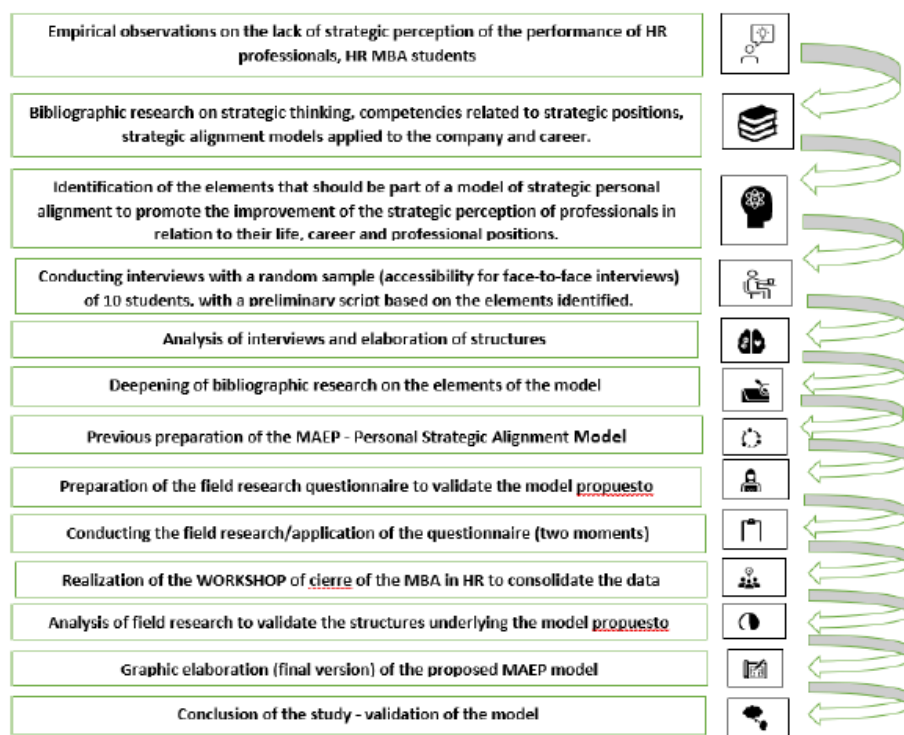 Empirical observations on the lack of strategic perception of the performance of HR
professionals, HR MBA students
Bibliographic research on strategic thinking, competencies related to strategic positions,
strategic alignment models applied to the company and career.
Identification of the elements that should be part of a model of strategic personal
alignment to promote the improvement of the strategic perception of professionals in
relation to their life, career and professional positions.
Conducting interviews with a random sample (accessibility for face-to-face interviews)
of 10 students, with a preliminary script based on the elements identified.
Analysis of interviews and elaboration of structures
Deepening of bibliographic research on the elements of the model
Previous preparation of the MAEP - Personal Strategic Alignment Model
Preparation of the field research questionnaire to validate the model propuesto
Conducting the field research/application of the questionnaire (two moments)
Realization of the WORKSHOP of cierre of the MBA in HR to consolidate the data
Analysis of field research to validate the structures underlying the model propuesto
Graphic elaboration (final version) of the proposed MAEP model
Conclusion of the study - validation of the model